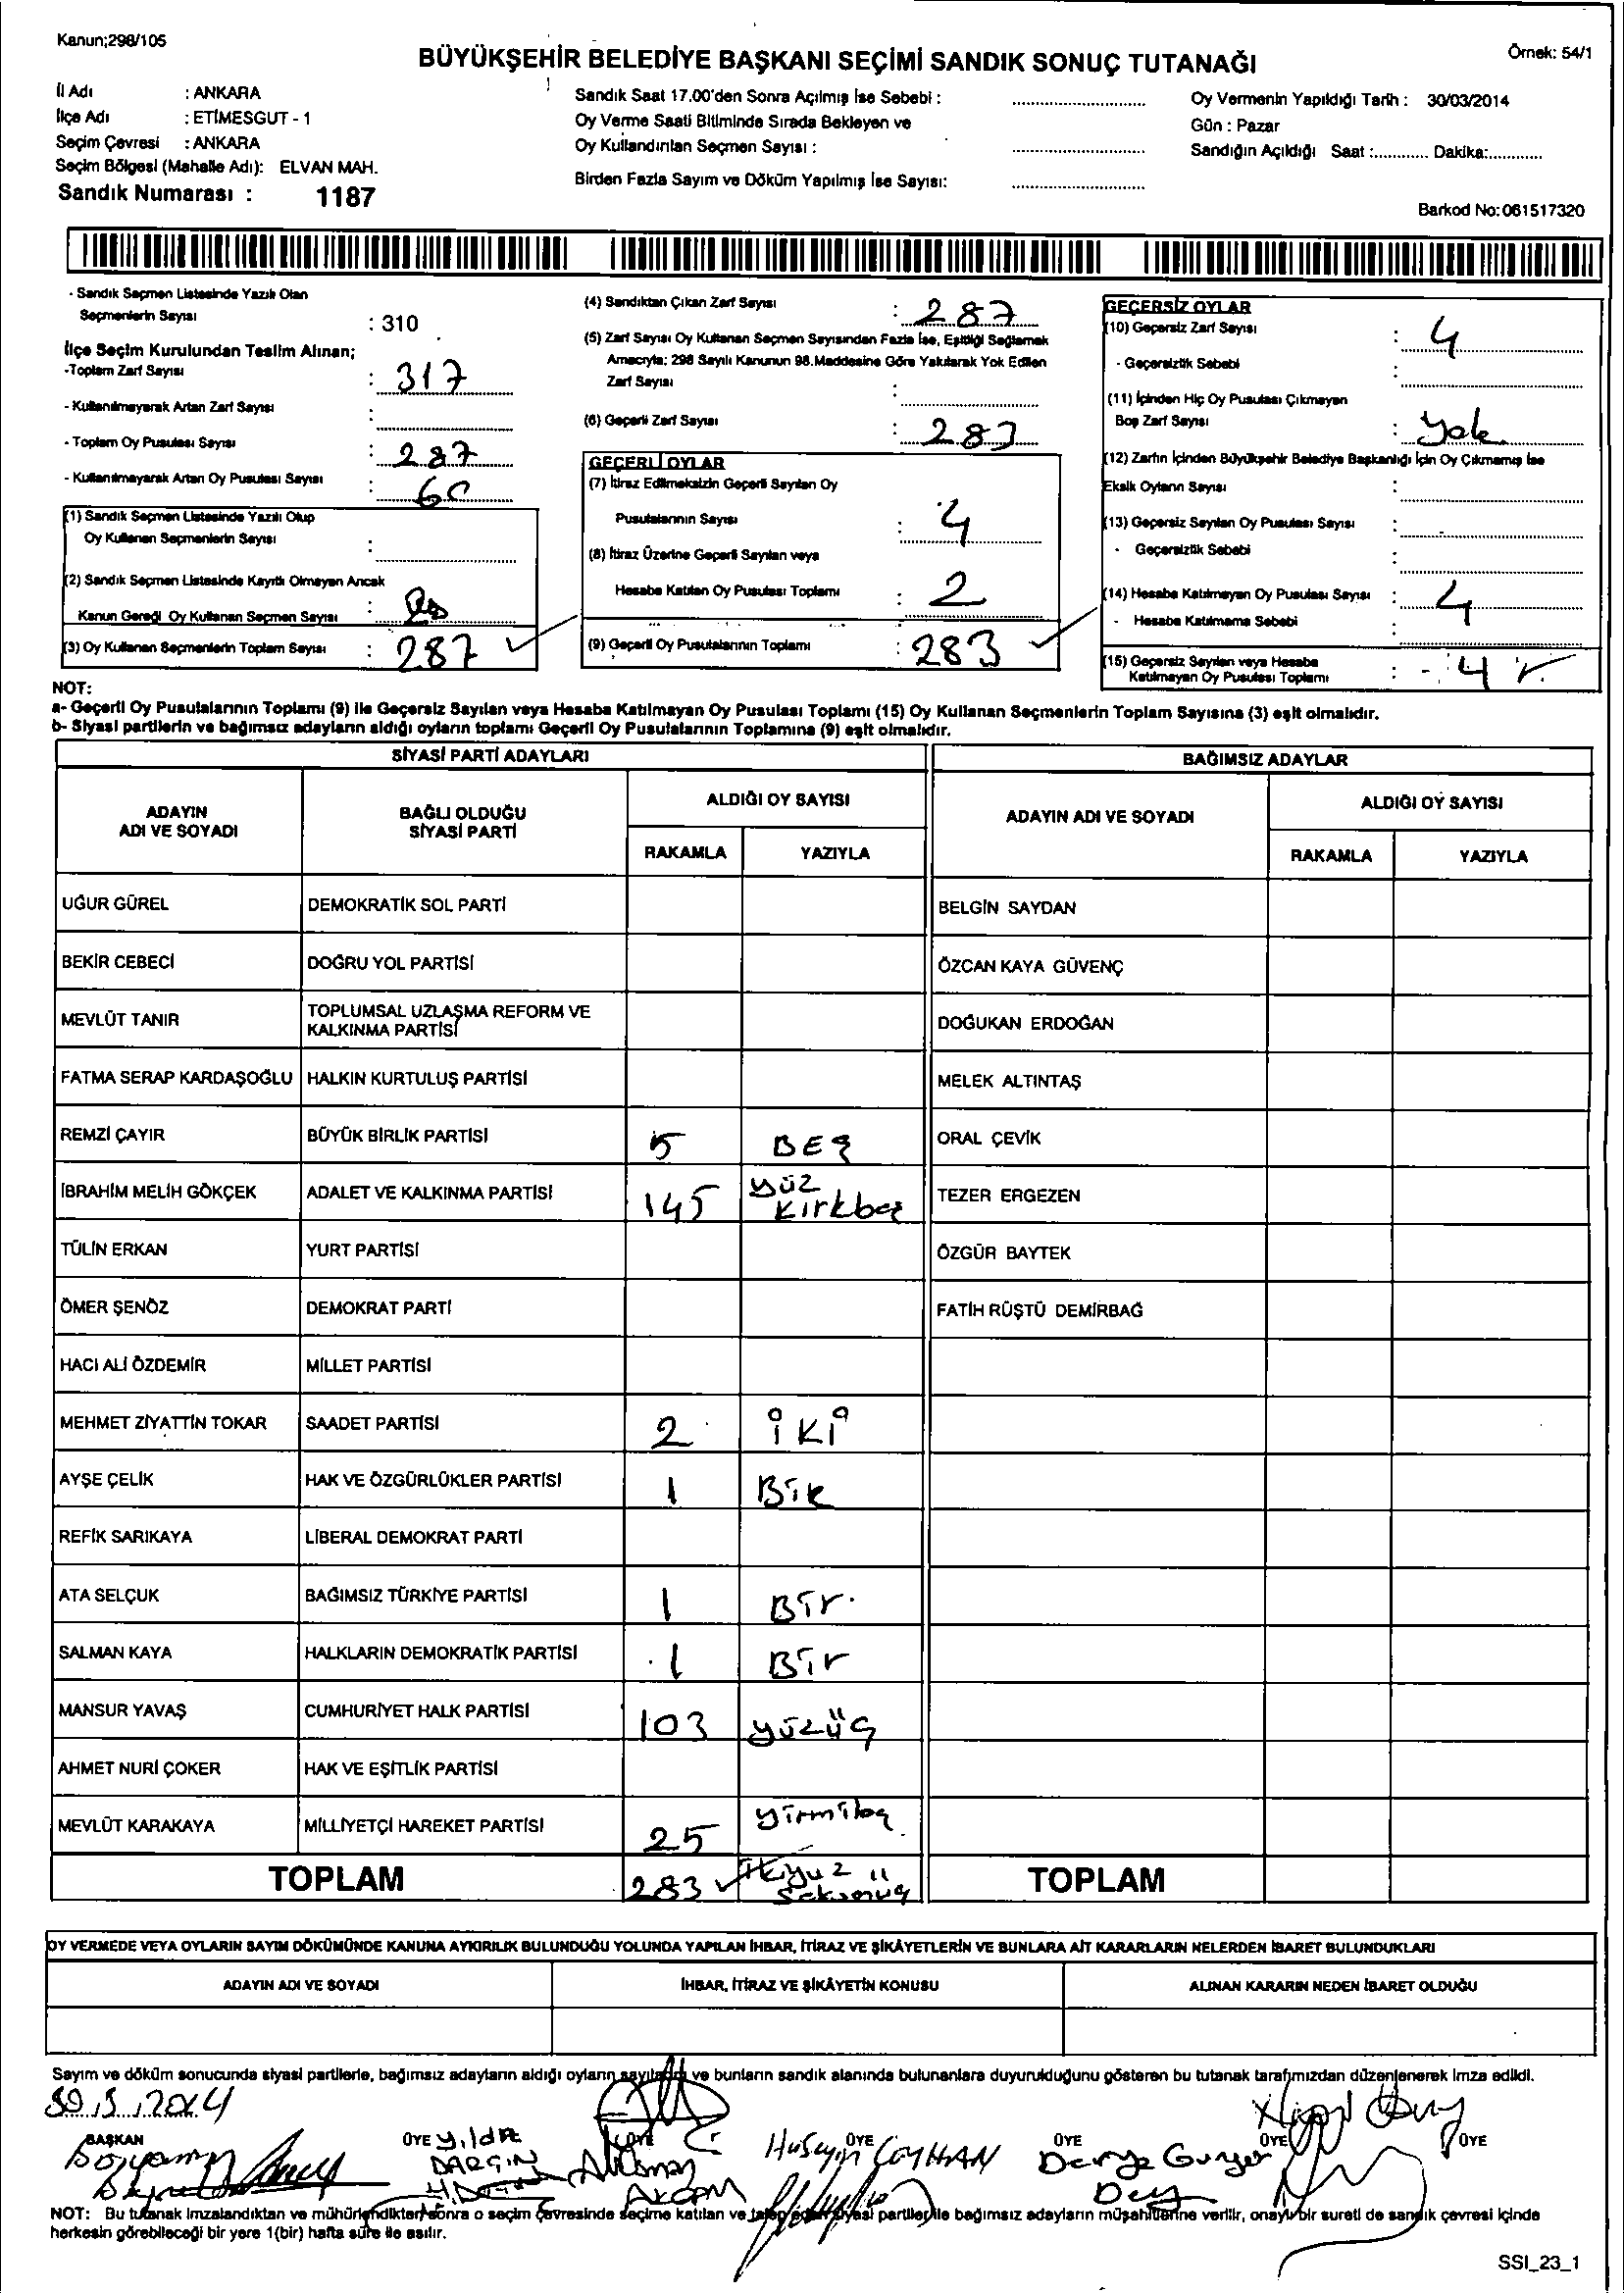 Kanun;298/105
BÜYÜKŞEHİR BELEDİYE BAŞKANI SEÇİMİ SANDIK SONUÇ TUTANAĞI
Örnek: 54/1
İl Adı : ANKARA
İlçe Adı : ETİMESGUT - 1
Seçim Çevresi : ANKARA
Seçim Bölgesi (Mahalle Adı): ELVAN MAH.
Sandık Numarası : 1187
Sandık Saat 17.00'den Sonra Açılmış İse Sebebi :
Oy Verme Saati Bitiminde Sırada Bekleyen ve
Oy Kullandırılan Seçmen Sayısı :
Birden Fazla Sayım ve Döküm Yapılmış İse Sayısı:
Oy Vermenin Yapıldığı Tarih : 30/03/2014
Gün : Pazar
Sandığın Açıldığı Saat :............ Dakika:............
Barkod No:061517320
- Sandık Seçmen Listesinde Yazılı Olan
Seçmenlerin Sayısı : 310
İlçe Seçim Kurulundan Teslim Alınan;
-Toplam Zarf Sayısı : 317
- Kullanılmayarak Artan Zarf Sayısı :
- Toplam Oy Pusulası Sayısı : 287
- Kullanılmayarak Artan Oy Pusulası Sayısı : 60
(1) Sandık Seçmen Listesinde Yazılı Olup
Oy Kullanan Seçmenlerin Sayısı :
(2) Sandık Seçmen Listesinde Kayıtlı Olmayan Ancak
Kanun Gereği Oy Kullanan Seçmen Sayısı :
(3) Oy Kullanan Seçmenlerin Toplam Sayısı : 287
(4) Sandıktan Çıkan Zarf Sayısı : 287
(5) Zarf Sayısı Oy Kullanan Seçmen Sayısından Fazla İse, Eşitliği Sağlamak
Amacıyla; 298 Sayılı Kanunun 98.Maddesine Göre Yakılarak Yok Edilen
Zarf Sayısı :
(6) Geçerli Zarf Sayısı : 283
GEÇERLİ OYLAR
(7) İtiraz Edilmeksizin Geçerli Sayılan Oy
Pusulalarının Sayısı : 4
(8) İtiraz Üzerine Geçerli Sayılan veya
Hesaba Katılan Oy Pusulası Toplamı : 2
(9) Geçerli Oy Pusulalarının Toplamı : 283
GEÇERSİZ OYLAR
(10) Geçersiz Zarf Sayısı : 4
- Geçersizlik Sebebi :
(11) İçinden Hiç Oy Pusulası Çıkmayan
Boş Zarf Sayısı : Yok
(12) Zarfın İçinden Büyükşehir Belediye Başkanlığı İçin Oy Çıkmamış İse
Eksik Oyların Sayısı :
(13) Geçersiz Sayılan Oy Pusulası Sayısı :
- Geçersizlik Sebebi :
(14) Hesaba Katılmayan Oy Pusulası Sayısı : 4
- Hesaba Katılmama Sebebi :
(15) Geçersiz Sayılan veya Hesaba
Katılmayan Oy Pusulası Toplamı : 4
NOT:
a- Geçerli Oy Pusulalarının Toplamı (9) ile Geçersiz Sayılan veya Hesaba Katılmayan Oy Pusulası Toplamı (15) Oy Kullanan Seçmenlerin Toplam Sayısına (3) eşit olmalıdır.
b- Siyasi partilerin ve bağımsız adayların aldığı oyların toplamı Geçerli Oy Pusulalarının Toplamına (9) eşit olmalıdır.
SİYASİ PARTİ ADAYLARI
ADAYIN ADI VE SOYADI
BAĞLI OLDUĞU SİYASİ PARTİ
ALDIĞI OY SAYISI
RAKAMLA YAZIYLA
UĞUR GÜREL DEMOKRATİK SOL PARTİ
BEKİR CEBECİ DOĞRU YOL PARTİSİ
MEVLÜT TANIR TOPLUMSAL UZLAŞMA REFORM VE KALKINMA PARTİSİ
FATMA SERAP KARDAŞOĞLU HALKIN KURTULUŞ PARTİSİ
REMZİ ÇAYIR BÜYÜK BİRLİK PARTİSİ 5 BEŞ
İBRAHİM MELİH GÖKÇEK ADALET VE KALKINMA PARTİSİ 145 yüz kırkbeş
TÜLİN ERKAN YURT PARTİSİ
ÖMER ŞENÖZ DEMOKRAT PARTİ
HACI ALİ ÖZDEMİR MİLLET PARTİSİ
MEHMET ZİYATTİN TOKAR SAADET PARTİSİ 2 İKİ
AYŞE ÇELİK HAK VE ÖZGÜRLÜKLER PARTİSİ 1 BİR
REFİK SARIKAYA LİBERAL DEMOKRAT PARTİ
ATA SELÇUK BAĞIMSIZ TÜRKİYE PARTİSİ 1 Bir.
SALMAN KAYA HALKLARIN DEMOKRATİK PARTİSİ 1 Bir
MANSUR YAVAŞ CUMHURİYET HALK PARTİSİ 103 yüzüç
AHMET NURİ ÇOKER HAK VE EŞİTLİK PARTİSİ
MEVLÜT KARAKAYA MİLLİYETÇİ HAREKET PARTİSİ 25 yirmibeş
TOPLAM 283 ikiyuz seksenüç
BAĞIMSIZ ADAYLAR
ADAYIN ADI VE SOYADI
ALDIĞI OY SAYISI
RAKAMLA YAZIYLA
BELGİN SAYDAN
ÖZCAN KAYA GÜVENÇ
DOĞUKAN ERDOĞAN
MELEK ALTINTAŞ
ORAL ÇEVİK
TEZER ERGEZEN
ÖZGÜR BAYTEK
FATİH RÜŞTÜ DEMİRBAĞ
TOPLAM
OY VERMEDE VEYA OYLARIN SAYIM DÖKÜMÜNDE KANUNA AYKIRILIK BULUNDUĞU YOLUNDA YAPILAN İHBAR, İTİRAZ VE ŞİKÂYETLERİN VE BUNLARA AİT KARARLARIN NELERDEN İBARET BULUNDUKLARI
ADAYIN ADI VE SOYADI
İHBAR, İTİRAZ VE ŞİKÂYETİN KONUSU
ALINAN KARARIN NEDEN İBARET OLDUĞU
Sayım ve döküm sonucunda siyasi partilerle, bağımsız adayların aldığı oyların sayıldığı ve bunların sandık alanında bulunanlara duyurulduğunu gösteren bu tutanak tarafımızdan düzenlenerek imza edildi.
30.3.2014
BAŞKAN ÜYE ÜYE ÜYE ÜYE ÜYE ÜYE
Yıldız DARGIN
AKÇAM
Huseyin CEYHAN
Derya
NOT: Bu tutanak imzalandıktan ve mühürlendikten sonra o seçim çevresinde seçime katılan ve talep eden siyasi partiler ile bağımsız adayların müşahitlerine verilir, onaylı bir sureti de sandık çevresi içinde
herkesin görebileceği bir yere 1(bir) hafta süre ile asılır.
SSI_23_1